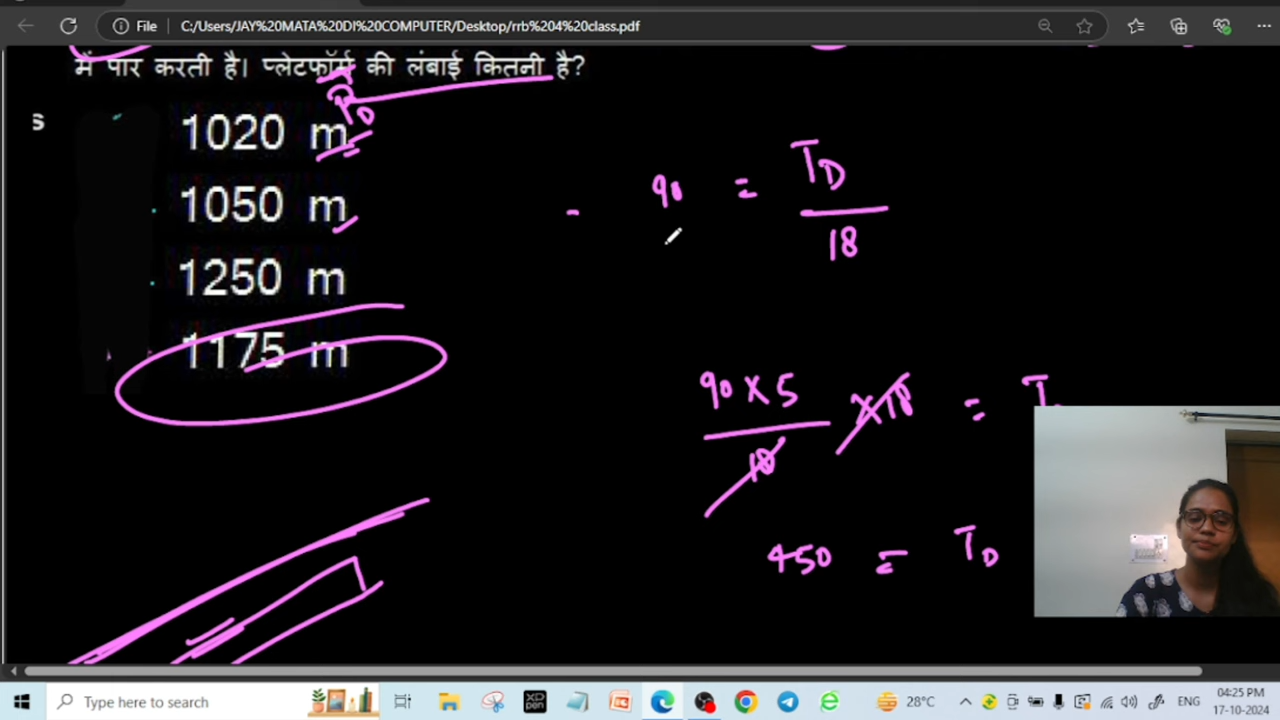 File C:/Users/JAY%20MATA%20DI%20COMPUTER/Desktop/rrb%204%20class.pdf
में पार करती है। प्लेटफॉर्म की लंबाई कितनी है?
PD
s
1020 m
1050 m
1250 m
1175 m
- 90 = TD
18
90 x 5 x 18 = T
18
450 = TD
Type here to search
28°C
ENG
04:25 PM
17-10-2024